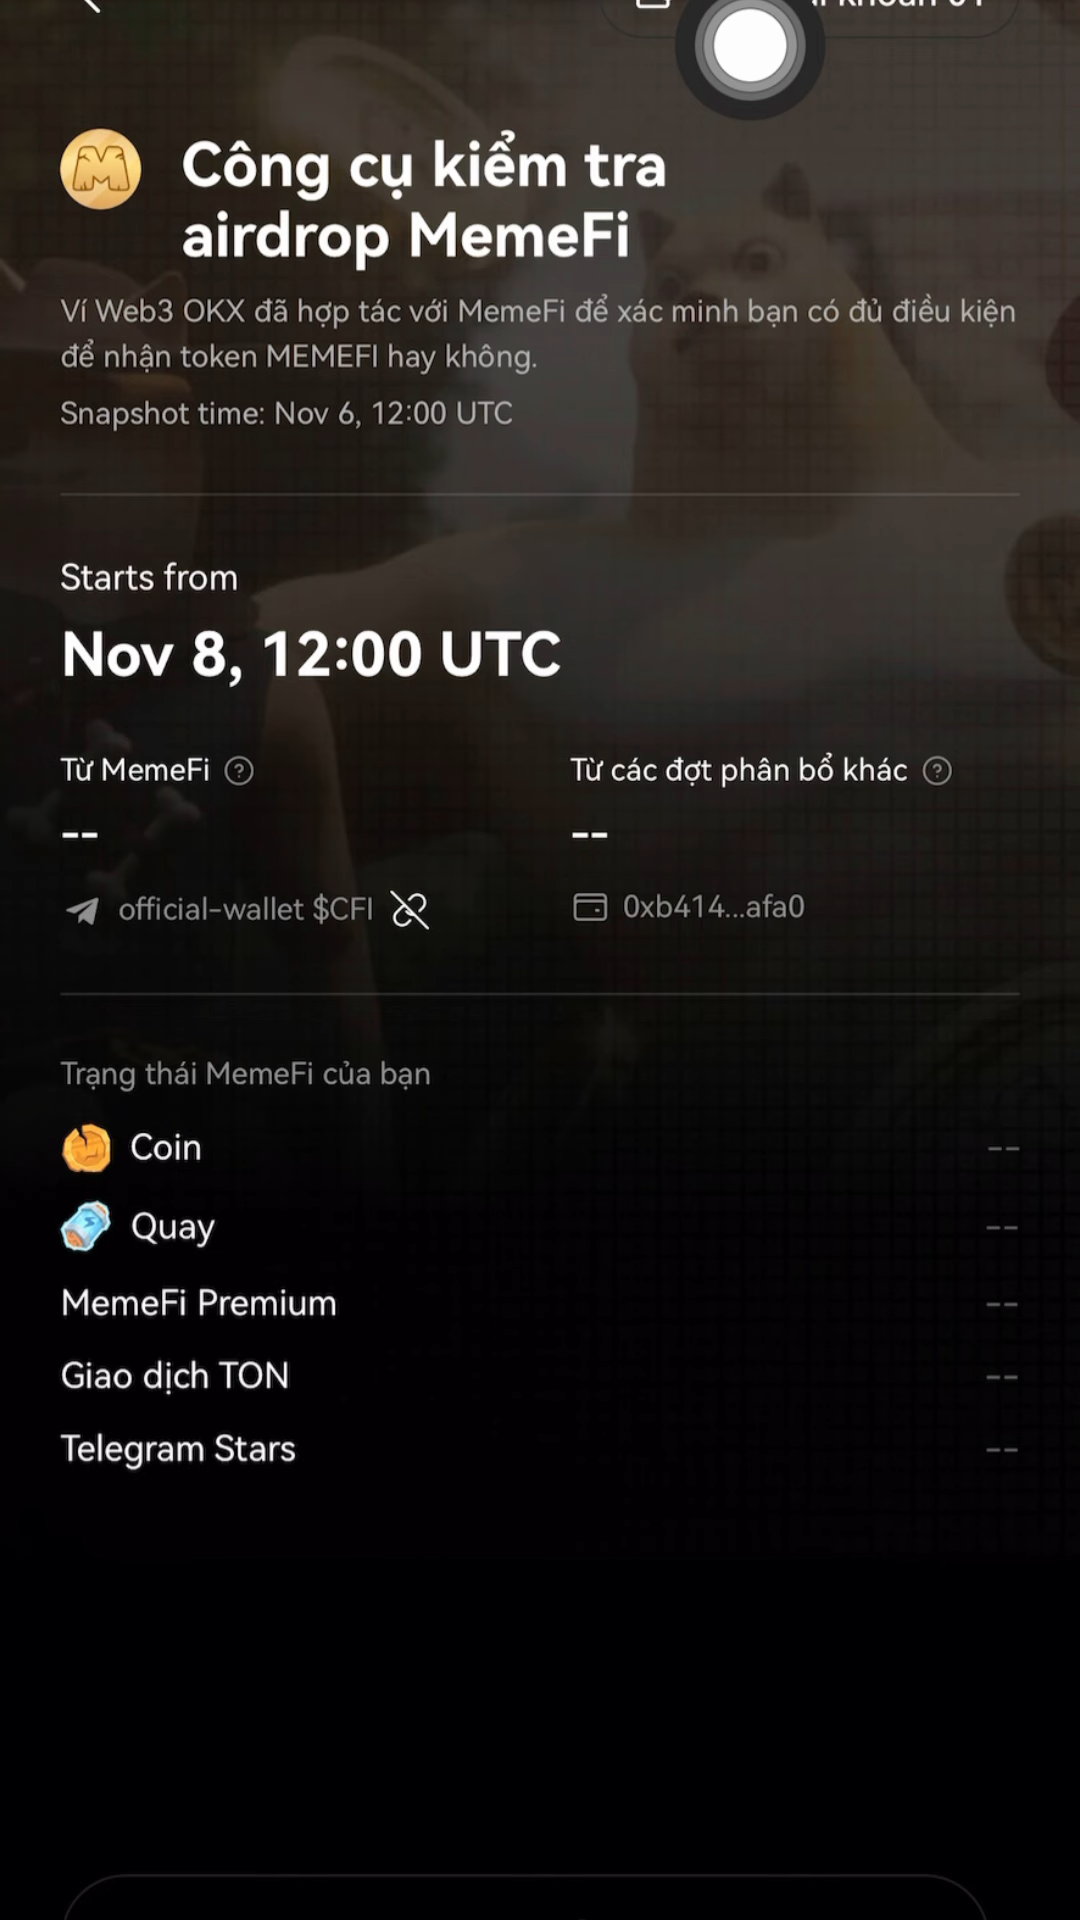 Công cụ kiểm tra
airdrop MemeFi
Ví Web3 OKX đã hợp tác với MemeFi để xác minh bạn có đủ điều kiện
để nhận token MEMEFI hay không.
Snapshot time: Nov 6, 12:00 UTC
Starts from
Nov 8, 12:00 UTC
Từ MemeFi
Từ các đợt phân bổ khác
--
--
official-wallet $CFI
0xb414...afa0
Trạng thái MemeFi của bạn
Coin --
Quay --
MemeFi Premium --
Giao dịch TON --
Telegram Stars --